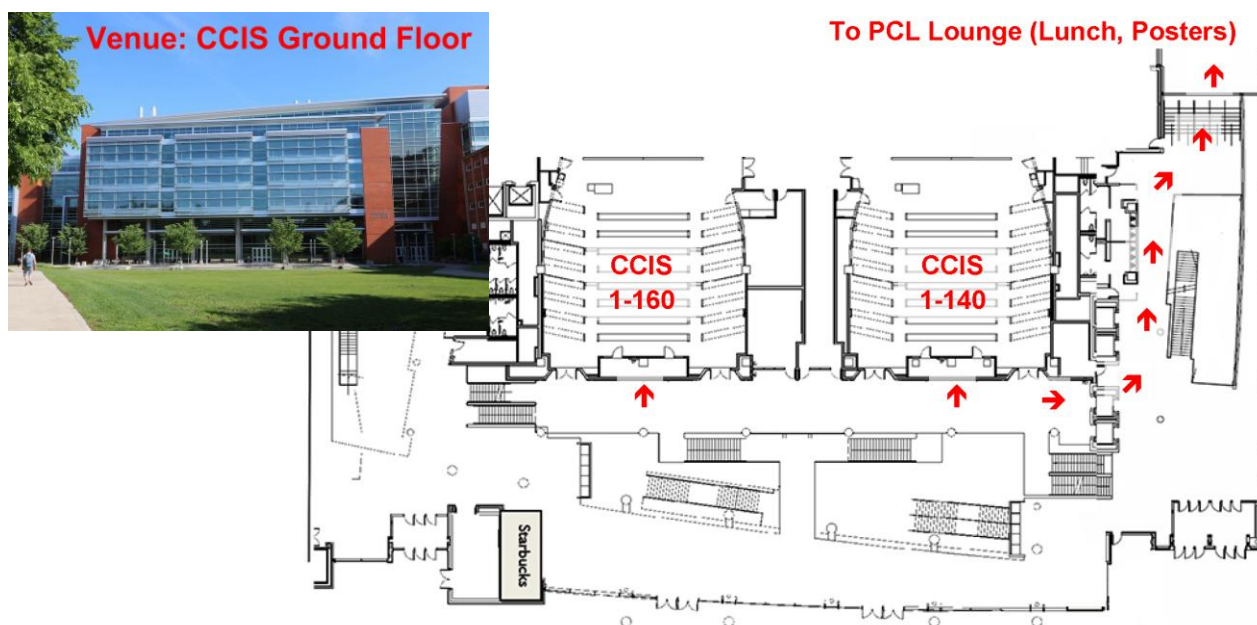 Venue: CCIS Ground Floor
To PCL Lounge (Lunch, Posters)
CCIS
1-160
CCIS
1-140
Starbucks